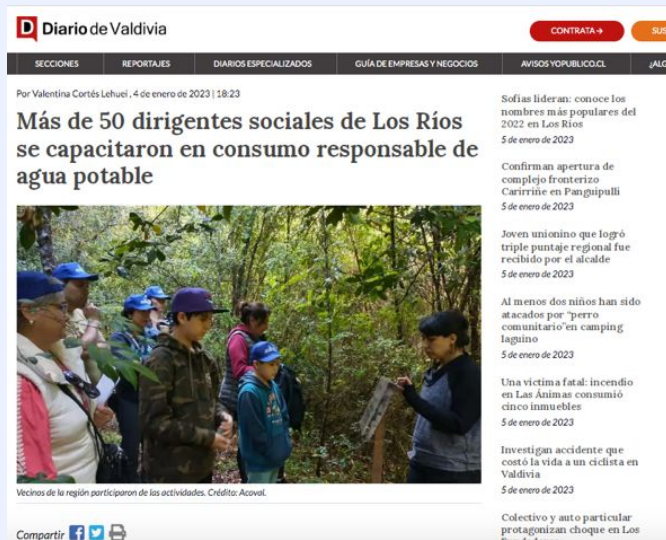 Diario de Valdivia
CONTRATA→
SUS
SECCIONES
REPORTAJES
DIARIOS ESPECIALIZADOS
GUÍA DE EMPRESAS Y NEGOCIOS
AVISOS YOPUBLICO.CL
¿ALG
Por Valentina Cortés Lehuei , 4 de enero de 2023 | 18:23
Más de 50 dirigentes sociales de Los Ríos
se capacitaron en consumo responsable de
agua potable
Vecinos de la región participaron de las actividades. Crédito: Acoval.
Compartir
Sofías lideran: conoce los
nombres más populares del
2022 en Los Ríos
5 de enero de 2023
Confirman apertura de
complejo fronterizo
Carirriñe en Panguipulli
5 de enero de 2023
Joven unionino que logró
triple puntaje regional fue
recibido por el alcalde
5 de enero de 2023
Al menos dos niños han sido
atacados por “perro
comunitario”en camping
laguino
5 de enero de 2023
Una víctima fatal: incendio
en Las Ánimas consumió
cinco inmuebles
5 de enero de 2023
Investigan accidente que
costó la vida a un ciclista en
Valdivia
5 de enero de 2023
Colectivo y auto particular
protagonizan choque en Los